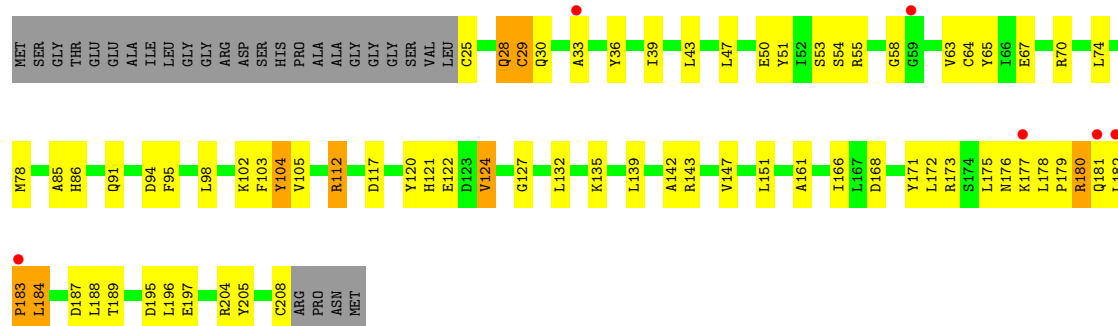 MET SER GLY THR GLU GLU ALA ILE LEU GLY GLY ARG ASP SER SER HIS PRO ALA ALA GLY GLY GLY SER VAL LEU C25 Q28 C29 Q30 A33 Y36 I39 L43 L47 E50 Y51 I52 S53 S54 R55 G58 G59 V63 C64 Y65 I66 E67 R70 L74
M78 A85 H86 Q91 D94 F95 L98 K102 F103 Y104 V105 R112 D117 Y120 H121 E122 D123 V124 G127 L132 K135 L139 A142 R143 V147 L151 A161 I166 L167 D168 Y171 L172 R173 S174 L175 N176 K177 L178 P179 R180 Q181 L182
P183 L184 D187 L188 T189 D195 L196 E197 R204 Y205 C208 ARG PRO ASN MET